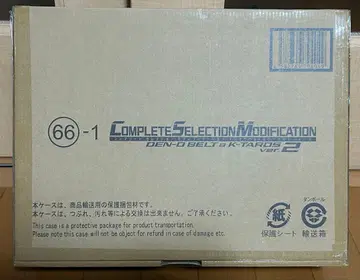 66-1
COMPLETE SELECTION MODIFICATION
DEN-O BELT & K-TAROS
ver.2
本ケースは、商品輸送用の保護梱包材です。
本ケースは、つぶれ、汚れ等による交換は出来ません。ご了承ください。
This case is a protective package for product transportation.
Please note this case will not be object for refund in case of damage etc.
紙
保護シート
ダンボール
輸送箱